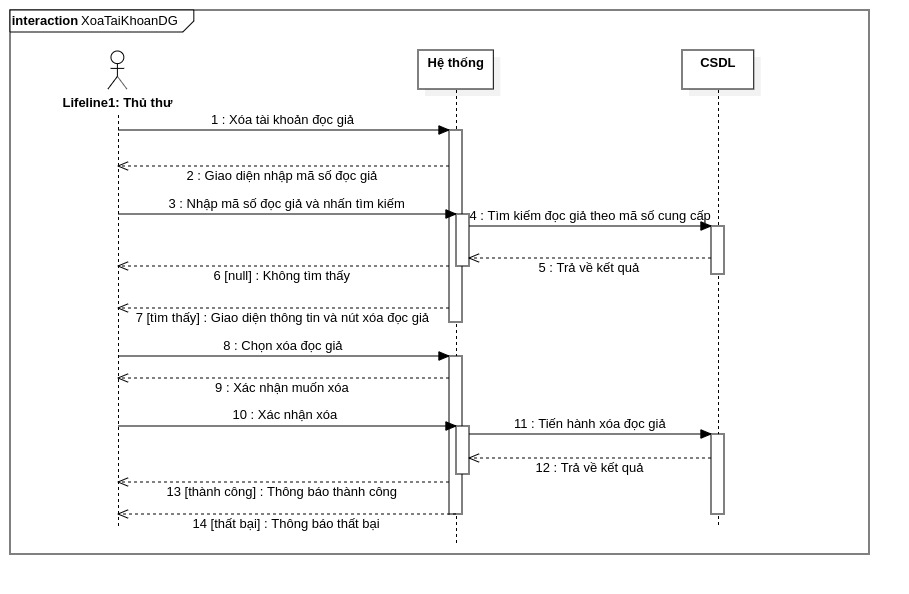 interaction XoaTaiKhoanDG
Hệ thống
CSDL
Lifeline1: Thủ thư
1 : Xóa tài khoản đọc giả
2 : Giao diện nhập mã số đọc giả
3 : Nhập mã số đọc giả và nhấn tìm kiếm
4 : Tìm kiếm đọc giả theo mã số cung cấp
5 : Trả về kết quả
6 [null] : Không tìm thấy
7 [tìm thấy] : Giao diện thông tin và nút xóa đọc giả
8 : Chọn xóa đọc giả
9 : Xác nhận muốn xóa
10 : Xác nhận xóa
11 : Tiến hành xóa đọc giả
12 : Trả về kết quả
13 [thành công] : Thông báo thành công
14 [thất bại] : Thông báo thất bại